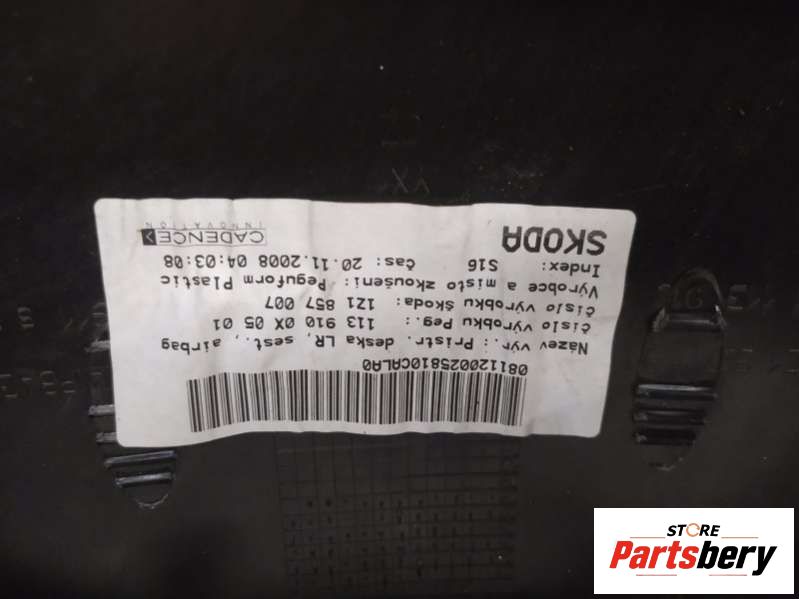 SKODA
CADENCE
INNOVATION
Index: S16 čas: 20.11.2008 04:03:08
Výrobce a místo zkoušení: Peguform Plastic
číslo výrobku Škoda: 1Z1 857 007
číslo výrobku Peg.: 113 910 0X 05 01
Název výr.: Přístr. deska LR, sest., airbag
081120025810CALA0
STORE
Partsbery